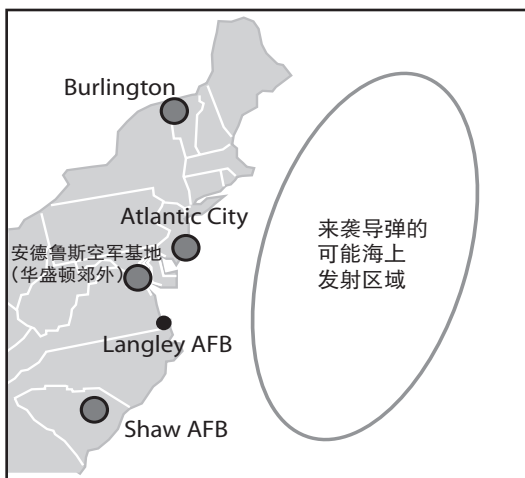 Burlington
Atlantic City
安德鲁斯空军基地
(华盛顿郊外)
Langley AFB
Shaw AFB
来袭导弹的
可能海上
发射区域